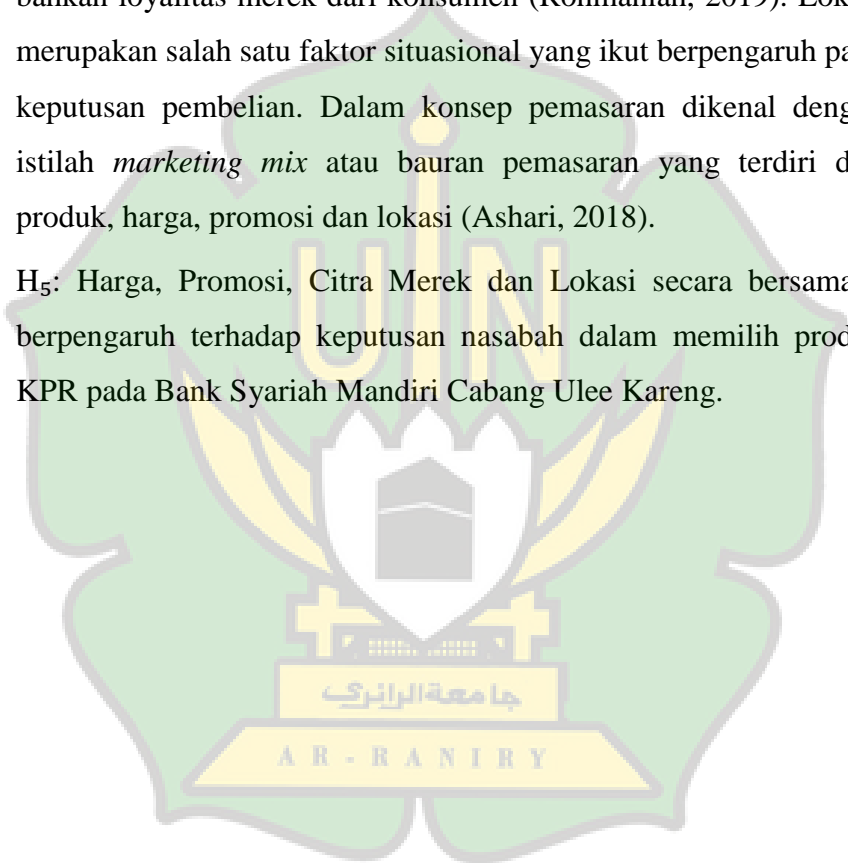 bankan loyalitas merek dari konsumen (Rohmanian, 2019). Lok
merupakan salah satu faktor situasional yang ikut berpengaruh pa
keputusan pembelian. Dalam konsep pemasaran dikenal deng
istilah marketing mix atau bauran pemasaran yang terdiri d
produk, harga, promosi dan lokasi (Ashari, 2018).
H₅: Harga, Promosi, Citra Merek dan Lokasi secara bersama
berpengaruh terhadap keputusan nasabah dalam memilih prod
KPR pada Bank Syariah Mandiri Cabang Ulee Kareng.
UIN
جامعة الرانري
AR-RANIRY